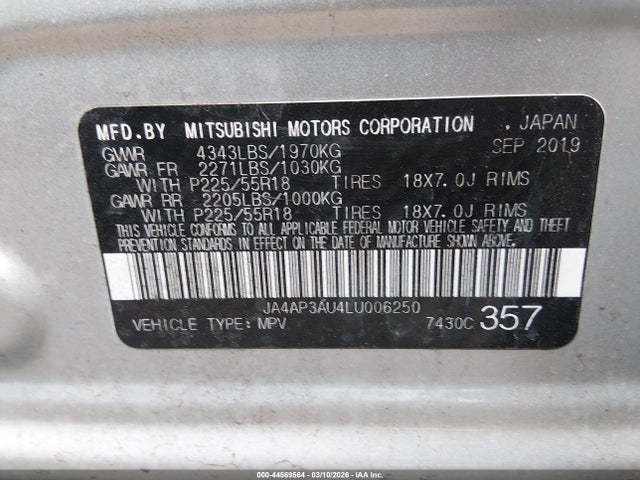 MFD.BY MITSUBISHI MOTORS CORPORATION , JAPAN
GVWR 4343LBS/1970KG SEP 2019
GAWR FR 2271LBS/1030KG
WITH P225/55R18 TIRES 18X7.0J RIMS
GAWR RR 2205LBS/1000KG
WITH P225/55R18 TIRES 18X7.0J RIMS
THIS VEHICLE CONFORMS TO ALL APPLICABLE FEDERAL MOTOR VEHICLE SAFETY, BUMPER, AND THEFT
PREVENTION STANDARDS IN EFFECT ON THE DATE OF MANUFACTURE SHOWN ABOVE.
JA4AP3AU4LU006250
VEHICLE TYPE: MPV 7430C 357
000-44569564 - 03/10/2026 - IAA, Inc.